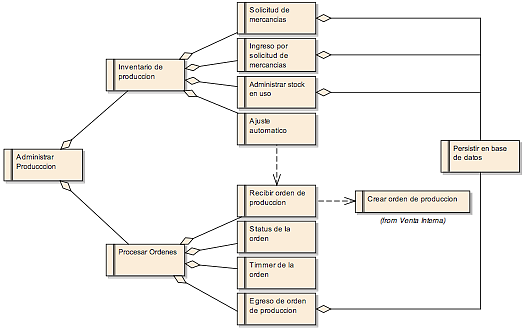 Solicitud de
mercancias
Ingreso por
solicitud de
mercancias
Inventario de
produccion
Administrar stock
en uso
Ajuste
automatico
Administrar
Producccion
Persistir en base
de datos
Recibir orden de
produccion
Crear orden de produccion
(from Venta Interna)
Status de la
orden
Procesar Ordenes
Timmer de la
orden
Egreso de orden
de produccion